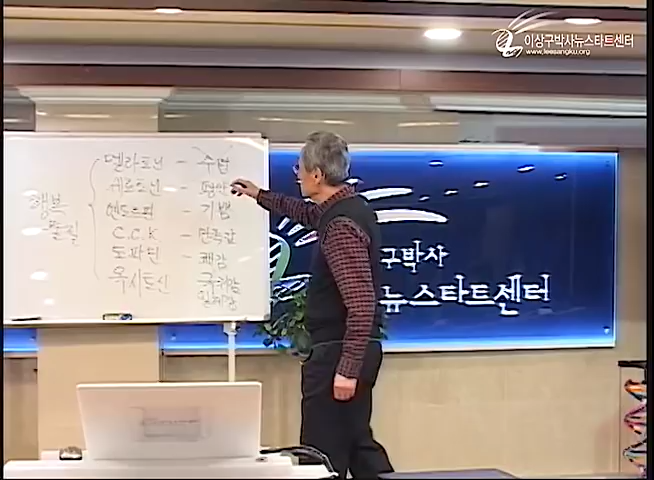 이상구박사뉴스타트센터
www.leesangku.org
멜라토닌 - 수면
세로토닌 - 평안
엔도르핀 - 기쁨
행복
물질
C.C.K - 만족감
도파민 - 쾌감
옥시토신
구박사
뉴스타트센터